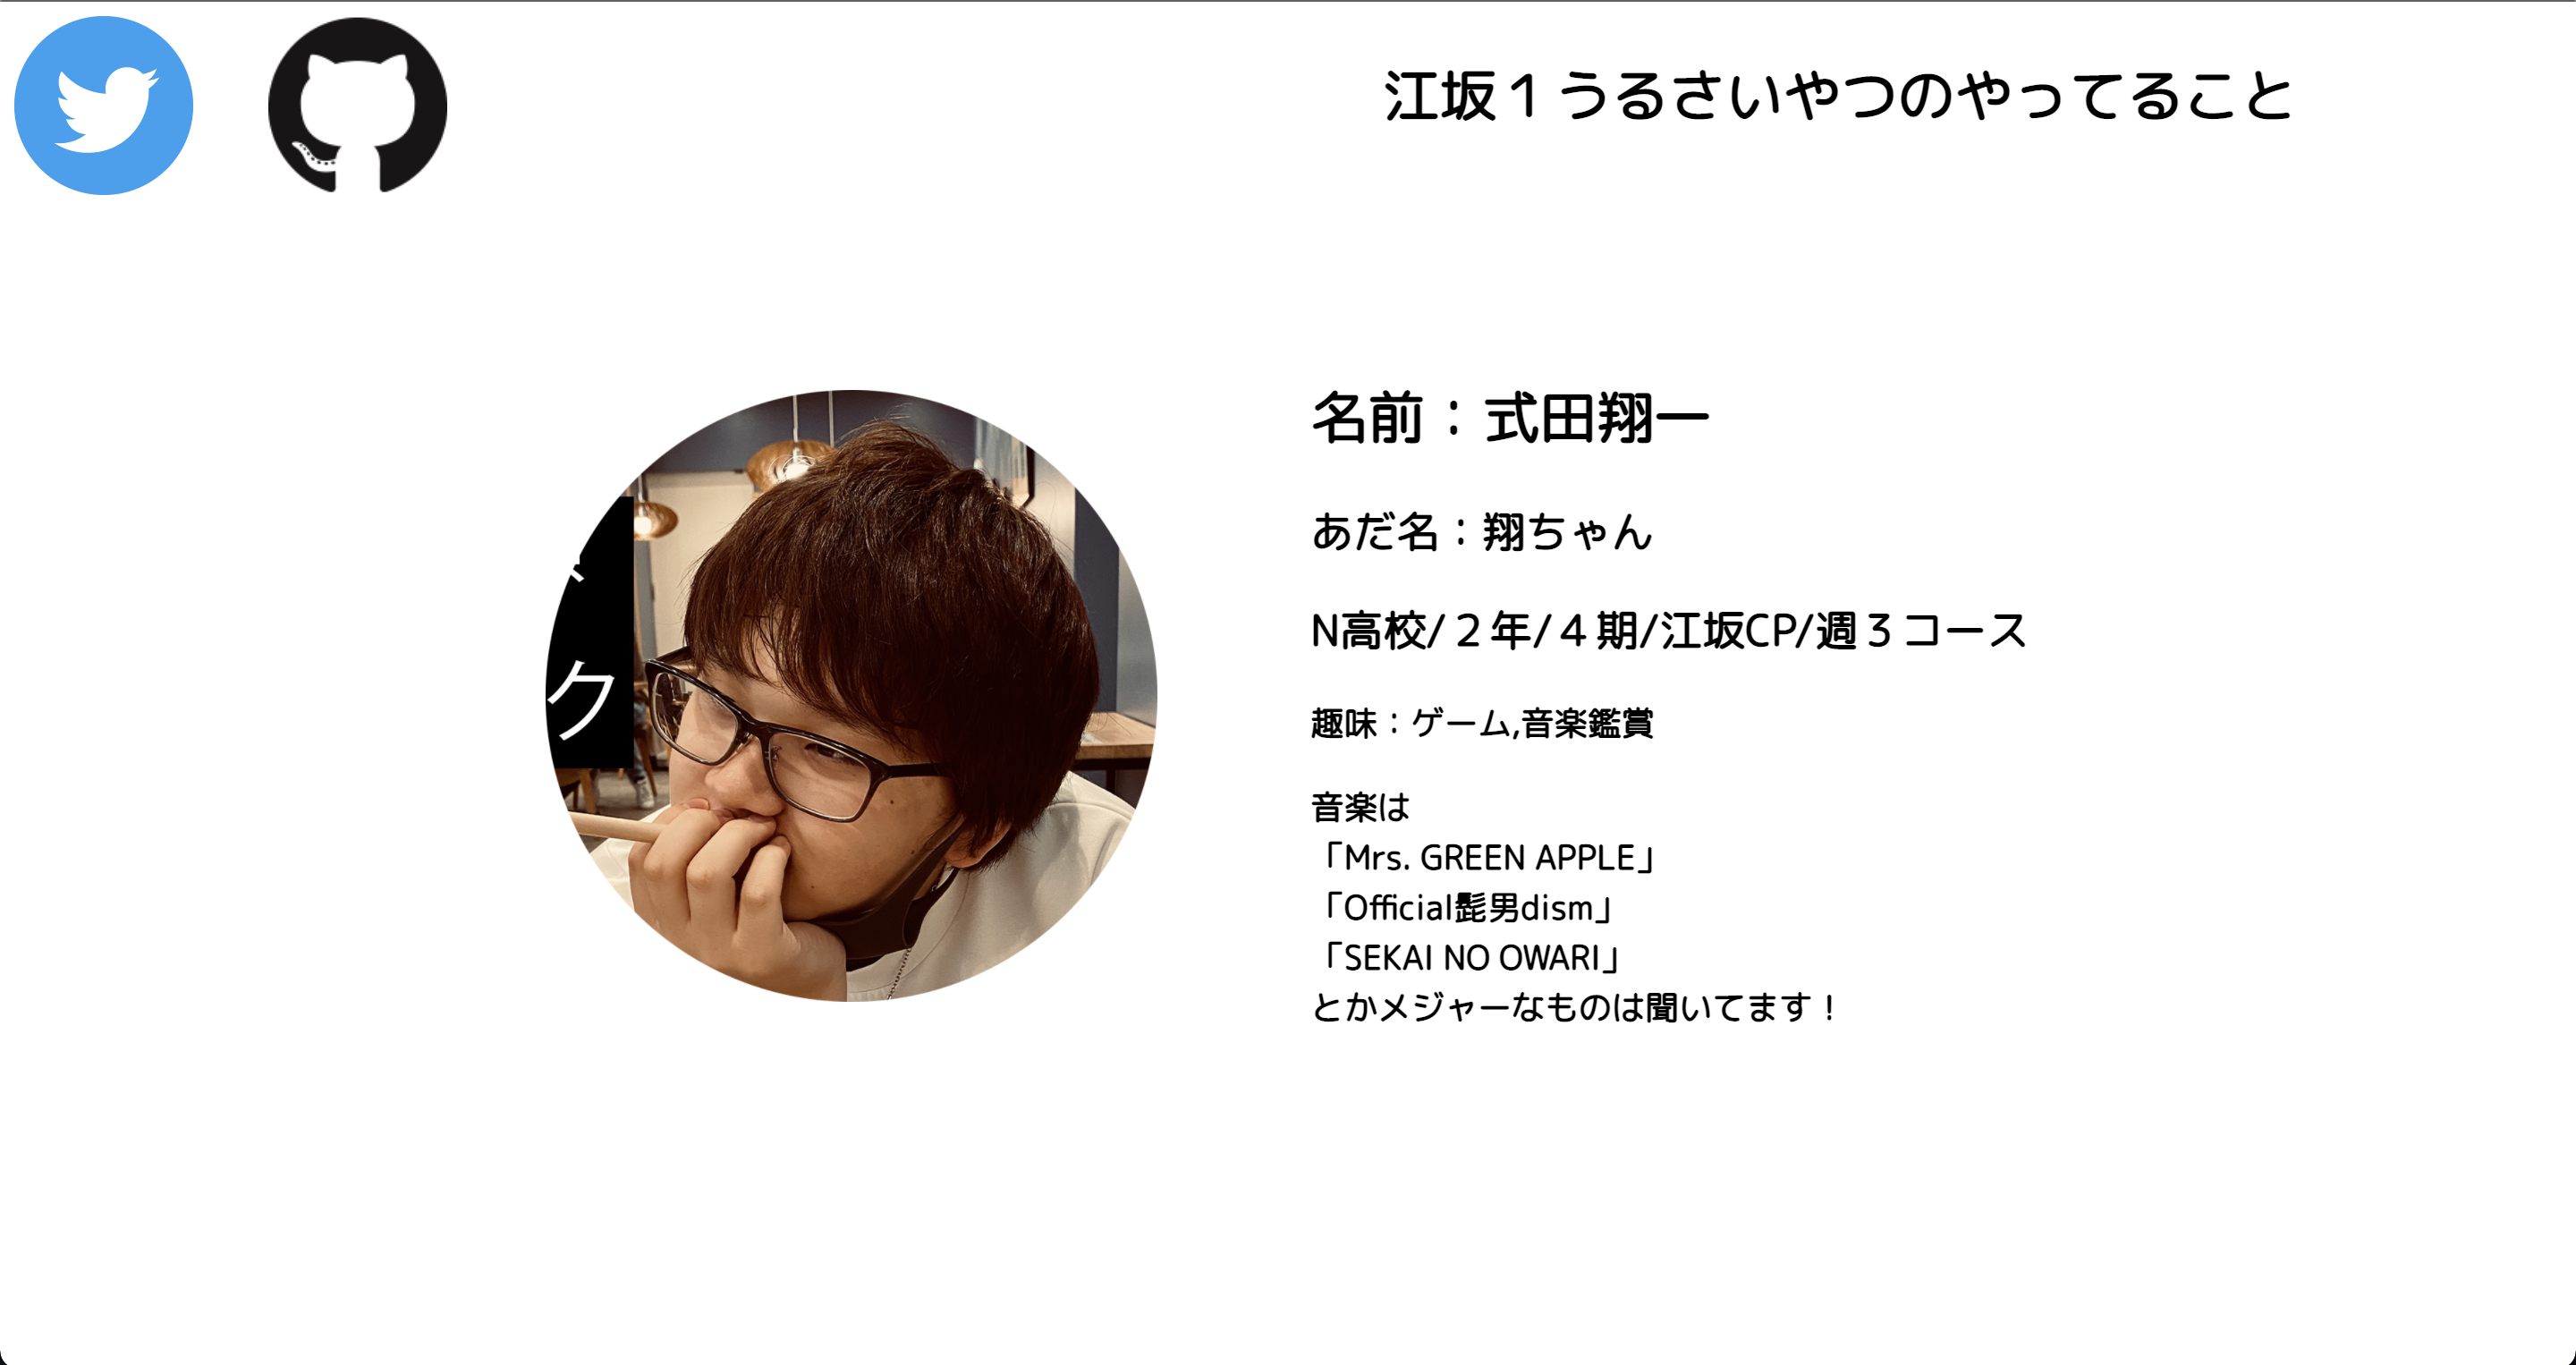 江坂１うるさいやつのやってること
ク
名前：式田翔一
あだ名：翔ちゃん
N高校/２年/４期/江坂CP/週３コース
趣味：ゲーム,音楽鑑賞
音楽は
「Mrs. GREEN APPLE」
「Official髭男dism」
「SEKAI NO OWARI」
とかメジャーなものは聞いてます！